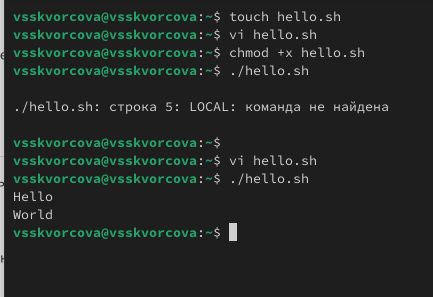 vsskvorcova@vsskvorcova:~$ touch hello.sh
vsskvorcova@vsskvorcova:~$ vi hello.sh
vsskvorcova@vsskvorcova:~$ chmod +x hello.sh
vsskvorcova@vsskvorcova:~$ ./hello.sh
./hello.sh: строка 5: LOCAL: команда не найдена
vsskvorcova@vsskvorcova:~$
vsskvorcova@vsskvorcova:~$ vi hello.sh
vsskvorcova@vsskvorcova:~$ ./hello.sh
Hello
World
vsskvorcova@vsskvorcova:~$